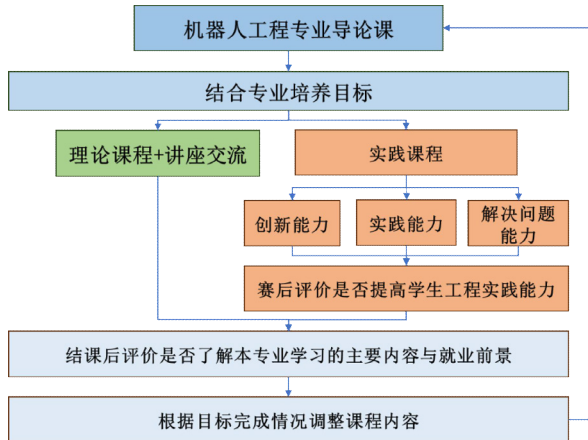 机器人工程专业导论课
结合专业培养目标
理论课程+讲座交流
实践课程
创新能力
实践能力
解决问题
能力
赛后评价是否提高学生工程实践能力
结课后评价是否了解本专业学习的主要内容与就业前景
根据目标完成情况调整课程内容